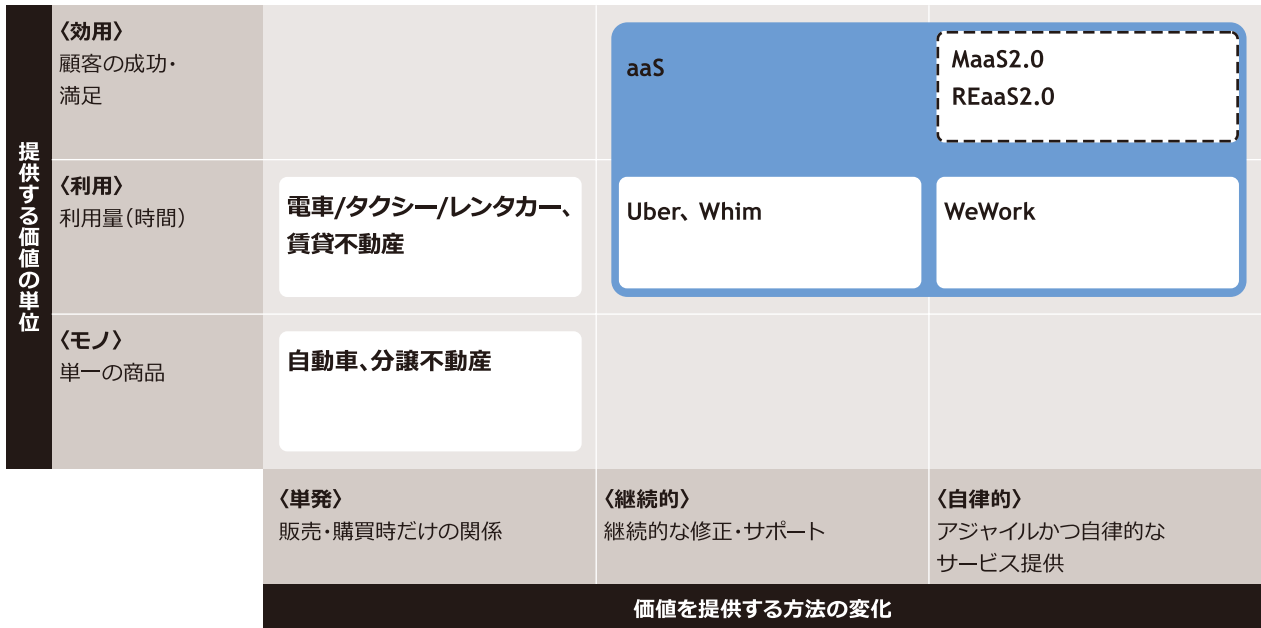 提供する価値の単位
〈効用〉
顧客の成功・
満足
aaS
MaaS2.0
REaaS2.0
〈利用〉
利用量（時間）
電車/タクシー/レンタカー、
賃貸不動産
Uber、Whim
WeWork
〈モノ〉
単一の商品
自動車、分譲不動産
〈単発〉
販売・購買時だけの関係
〈継続的〉
継続的な修正・サポート
〈自律的〉
アジャイルかつ自律的な
サービス提供
価値を提供する方法の変化